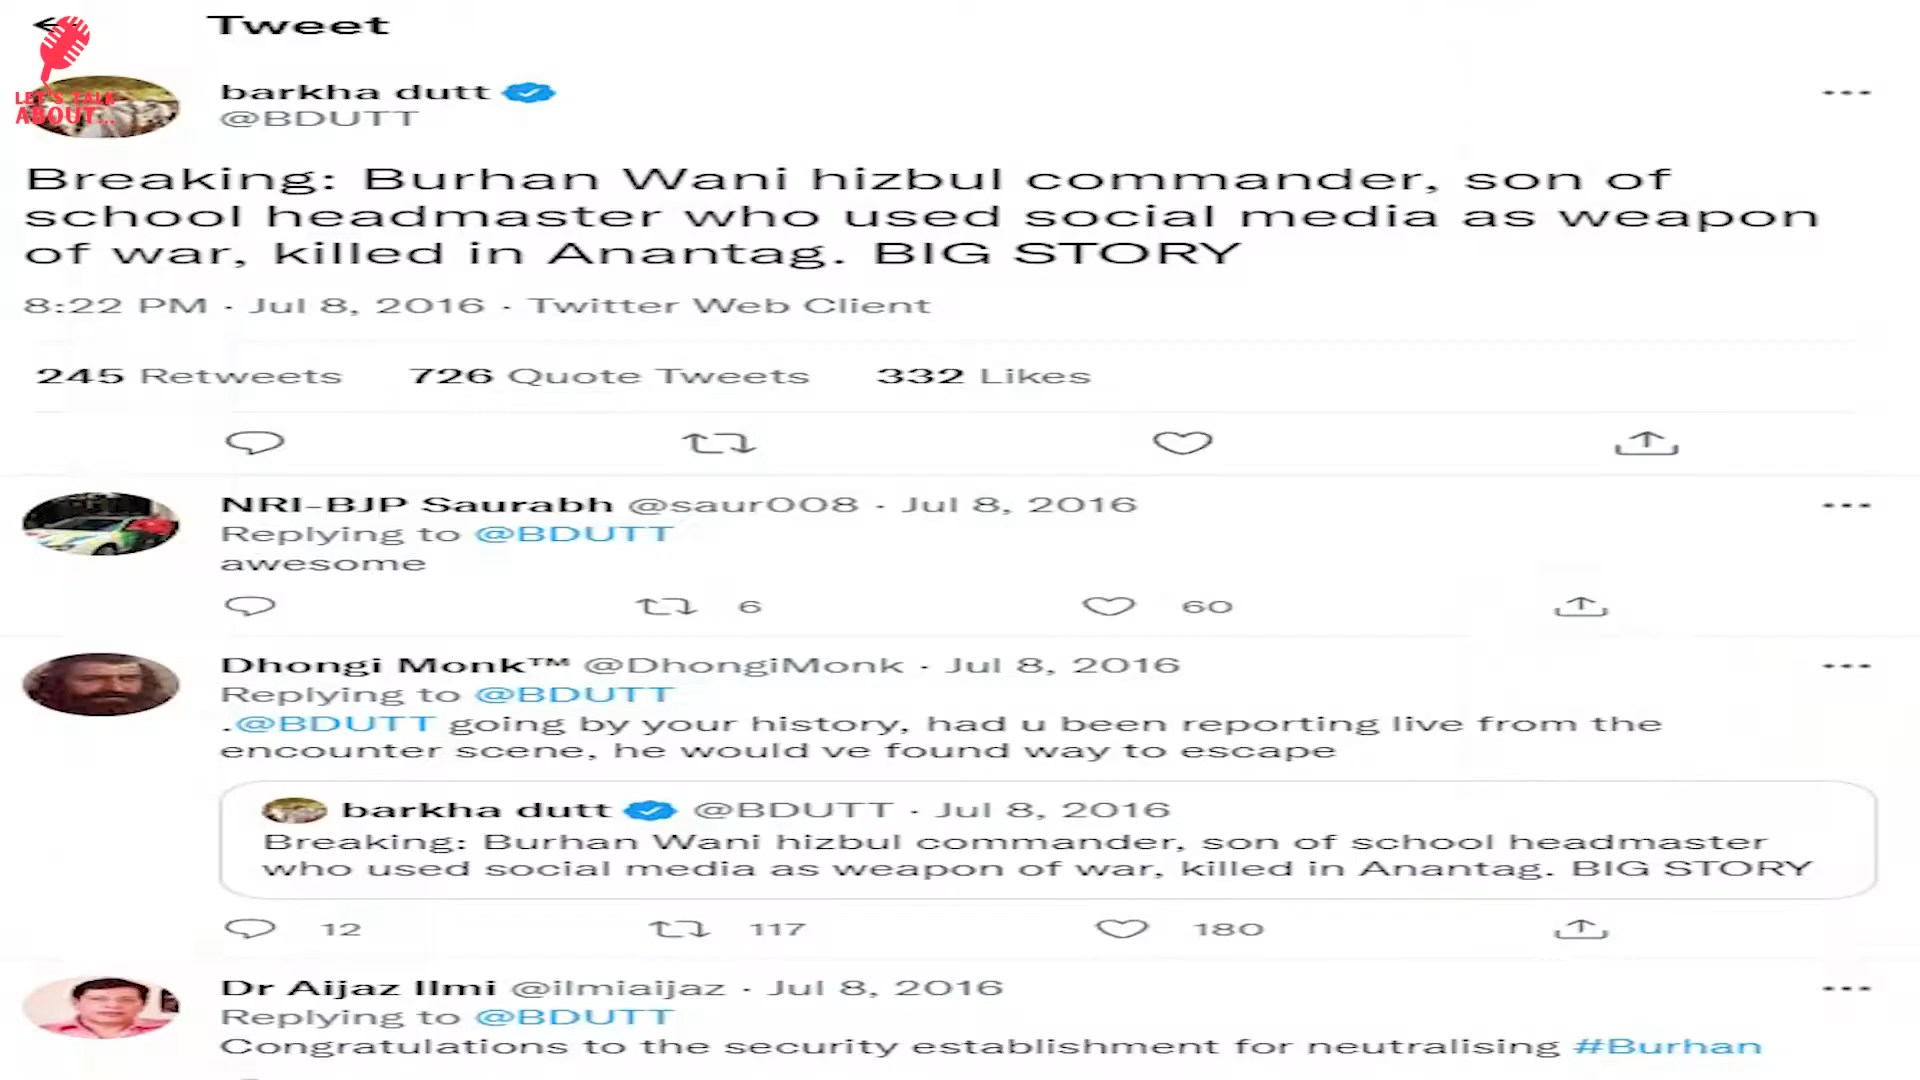 Tweet
LET'S TALK
ABOUT...
barkha dutt
@BDUTT
Breaking: Burhan Wani hizbul commander, son of
school headmaster who used social media as weapon
of war, killed in Anantag. BIG STORY
8:22 PM · Jul 8, 2016 · Twitter Web Client
245 Retweets 726 Quote Tweets 332 Likes
NRI-BJP Saurabh @saur008 · Jul 8, 2016
Replying to @BDUTT
awesome
6 60
Dhongi Monk™ @DhongiMonk · Jul 8, 2016
Replying to @BDUTT
.@BDUTT going by your history, had u been reporting live from the
encounter scene, he would ve found way to escape
barkha dutt @BDUTT · Jul 8, 2016
Breaking: Burhan Wani hizbul commander, son of school headmaster
who used social media as weapon of war, killed in Anantag. BIG STORY
12 117 180
Dr Aijaz Ilmi @ilmiaijaz · Jul 8, 2016
Replying to @BDUTT
Congratulations to the security establishment for neutralising #Burhan